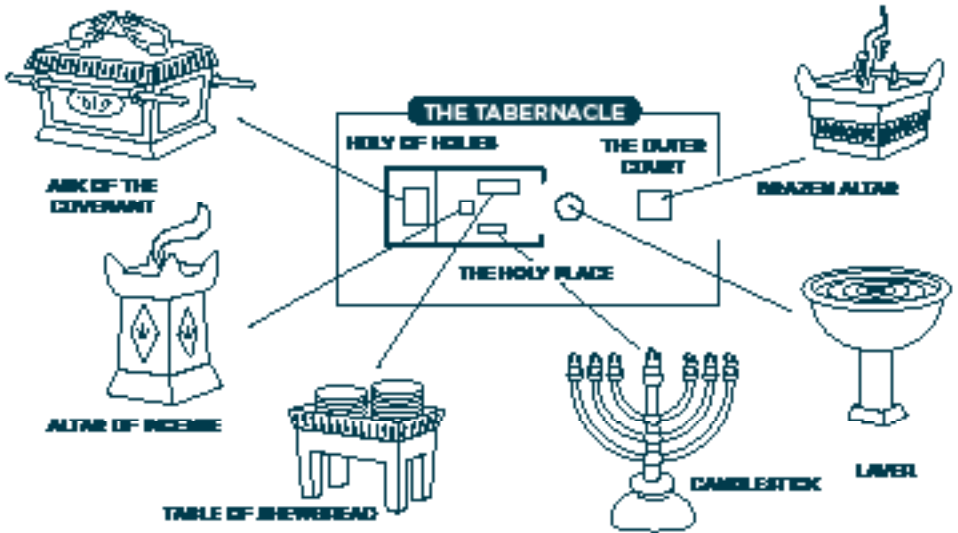 THE TABERNACLE
HOLY OF HOLIES
THE OUTER
COURT
ARK OF THE
COVENANT
BRAZEN ALTAR
THE HOLY PLACE
ALTAR OF INCENSE
TABLE OF SHEWBREAD
CANDLESTICK
LAVER